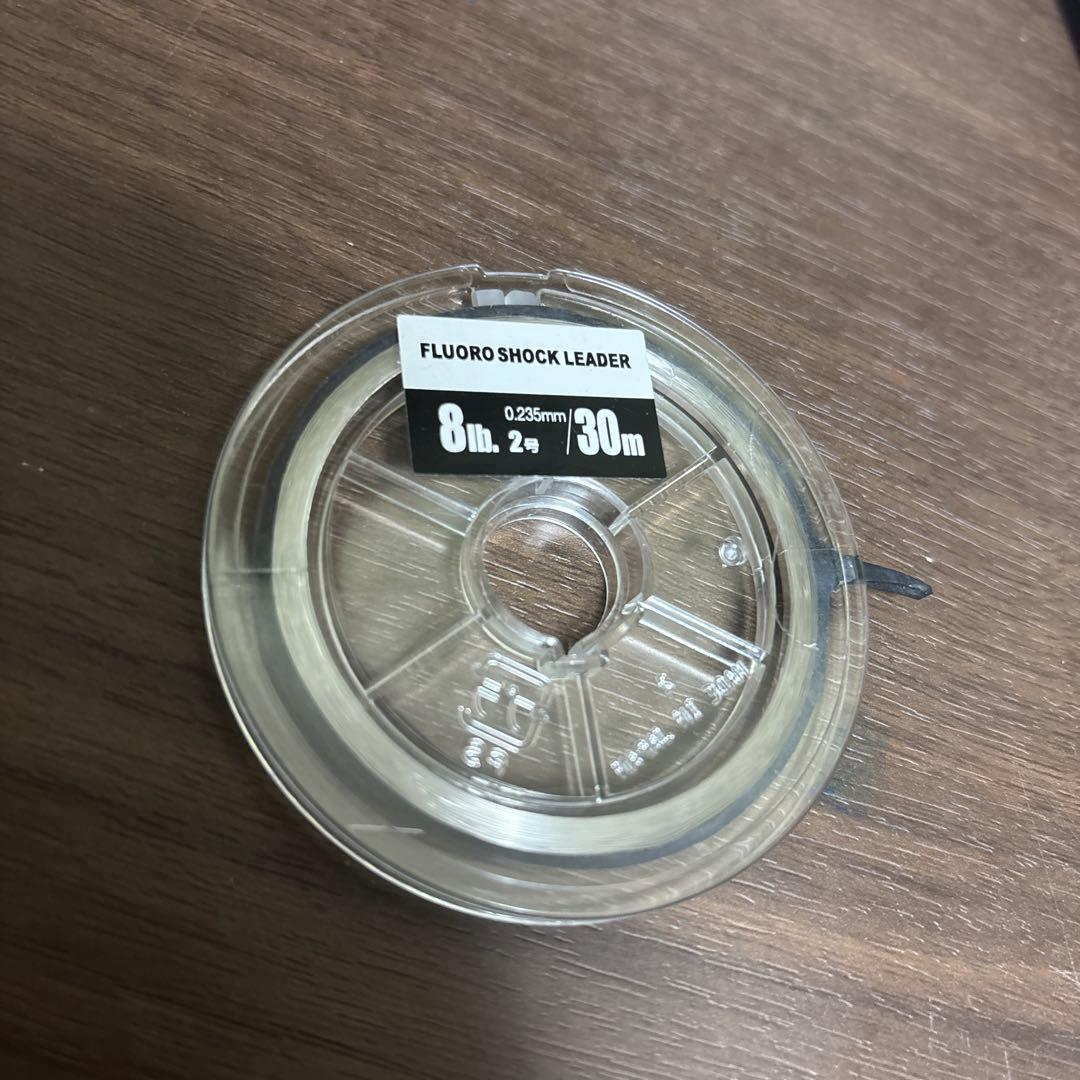 FLUORO SHOCK LEADER
8lb. 0.235mm 2号 /30m